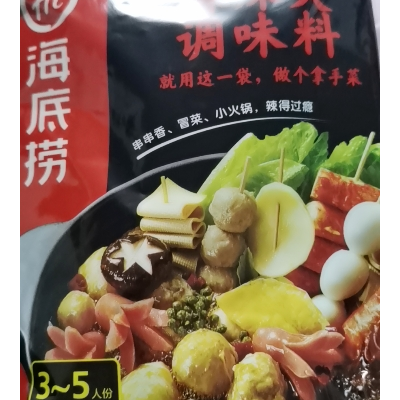 海底捞
调味料
就用这一袋,做个拿手菜
串串香、冒菜、小火锅,辣得过瘾
3~5人份